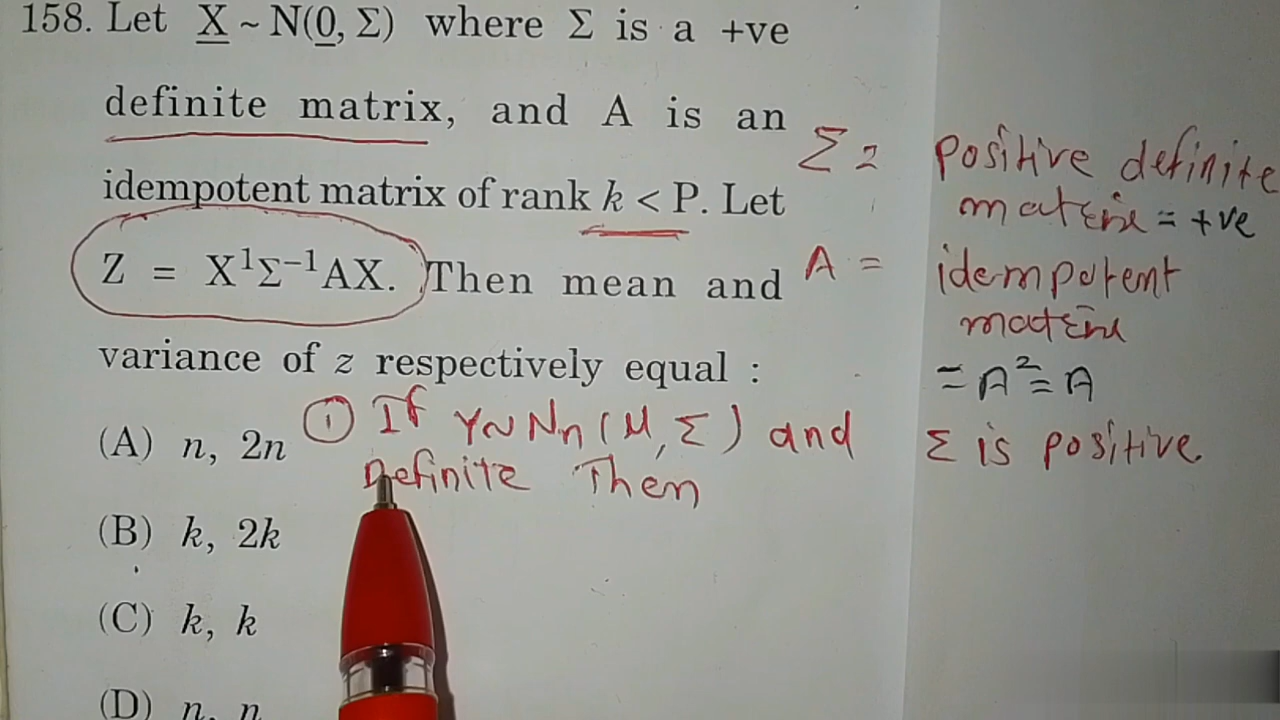 158. Let X ~ N(0, Σ) where Σ is a +ve
definite matrix, and A is an
idempotent matrix of rank k < P. Let
Z = X¹Σ⁻¹AX. Then mean and
variance of z respectively equal :
(A) n, 2n
(B) k, 2k
(C) k, k
(D) n, n
Σ = positive definite
matrix = +ve
A = idempotent
matrix
= A² = A
① If Y~Nn(μ, Σ) and Σ is positive
Definite Then